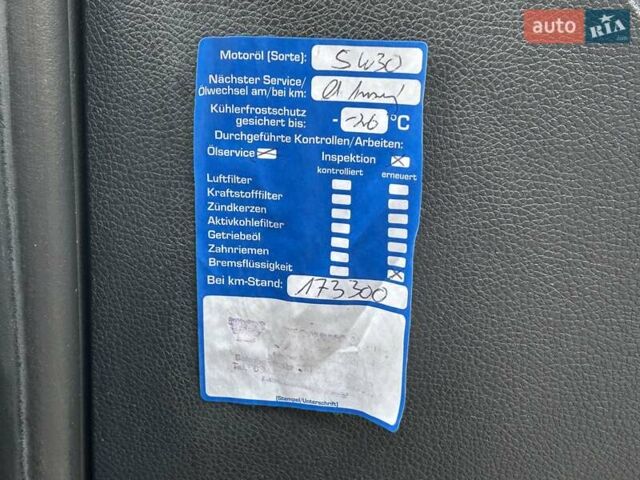 auto RIA.com
Motoröl (Sorte): 5W30
Nächster Service/
Ölwechsel am/bei km:
Kühlerfrostschutz
gesichert bis: - -26 °C
Durchgeführte Kontrollen/Arbeiten:
Ölservice Inspektion
kontrolliert erneuert
Luftfilter
Kraftstofffilter
Zündkerzen
Aktivkohlefilter
Getriebeöl
Zahnriemen
Bremsflüssigkeit
Bei km-Stand: 173300
(Stempel/Unterschrift)